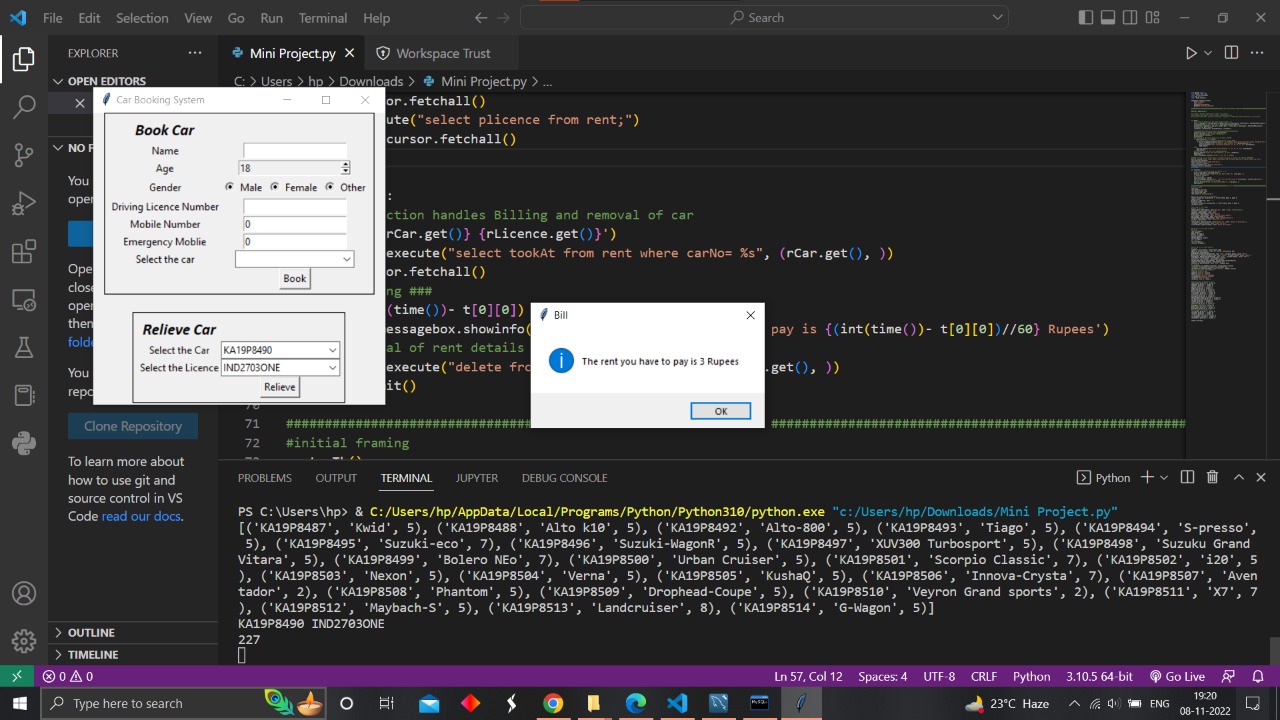 File Edit Selection View Go Run Terminal Help
Search
EXPLORER
Mini Project.py
Workspace Trust
OPEN EDITORS
C: > Users > hp > Downloads > Mini Project.py > ...
Car Booking System
Book Car
Name
Age 18
Gender Male Female Other
Driving Licence Number
Mobile Number 0
Emergency Moblie 0
Select the car
Book
Relieve Car
Select the Car KA19P8490
Select the Licence IND2703ONE
Relieve
or.fetchall()
ute("select plicence from rent;")
cursor.fetchall()
:
ction handles Billing and removal of car
rCar.get()} {rLicence.get()}')
execute("select tookAt from rent where carNo= %s", (rCar.get(), ))
or.fetchall()
ng ###
(time())- t[0][0])
essagebox.showinfo(
pay is {(int(time())- t[0][0])//60} Rupees')
al of rent details
execute("delete fro
.get(), ))
it()
70
71
72 #initial framing
Bill
The rent you have to pay is 3 Rupees
OK
NO F
You
open
Ope
close
open
then
folde
You
repo
Clone Repository
To learn more about
how to use git and
source control in VS
Code read our docs.
OUTLINE
TIMELINE
PROBLEMS OUTPUT TERMINAL JUPYTER DEBUG CONSOLE
Python
PS C:\Users\hp> & C:/Users/hp/AppData/Local/Programs/Python/Python310/python.exe "c:/Users/hp/Downloads/Mini Project.py"
[('KA19P8487', 'Kwid', 5), ('KA19P8488', 'Alto k10', 5), ('KA19P8492', 'Alto-800', 5), ('KA19P8493', 'Tiago', 5), ('KA19P8494', 'S-presso',
 5), ('KA19P8495', 'Suzuki-eco', 7), ('KA19P8496', 'Suzuki-WagonR', 5), ('KA19P8497', 'XUV300 Turbosport', 5), ('KA19P8498', 'Suzuku Grand
Vitara', 5), ('KA19P8499', 'Bolero NEo', 7), ('KA19P8500', 'Urban Cruiser', 5), ('KA19P8501', 'Scorpio Classic', 7), ('KA19P8502', 'i20', 5
), ('KA19P8503', 'Nexon', 5), ('KA19P8504', 'Verna', 5), ('KA19P8505', 'KushaQ', 5), ('KA19P8506', 'Innova-Crysta', 7), ('KA19P8507', 'Aven
tador', 2), ('KA19P8508', 'Phantom', 5), ('KA19P8509', 'Drophead-Coupe', 5), ('KA19P8510', 'Veyron Grand sports', 2), ('KA19P8511', 'X7', 7
), ('KA19P8512', 'Maybach-S', 5), ('KA19P8513', 'Landcruiser', 8), ('KA19P8514', 'G-Wagon', 5)]
KA19P8490 IND2703ONE
227
0 0
Ln 57, Col 12 Spaces: 4 UTF-8 CRLF Python 3.10.5 64-bit Go Live
Type here to search
23°C Haze
ENG
19:20
08-11-2022